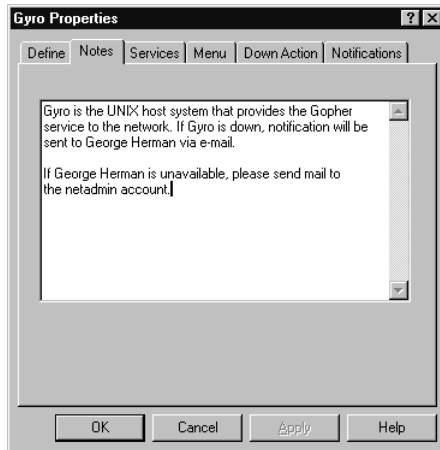 Gyro Properties
Define Notes Services Menu Down Action Notifications
Gyro is the UNIX host system that provides the Gopher
service to the network. If Gyro is down, notification will be
sent to George Herman via e-mail.
If George Herman is unavailable, please send mail to
the netadmin account.
OK Cancel Apply Help